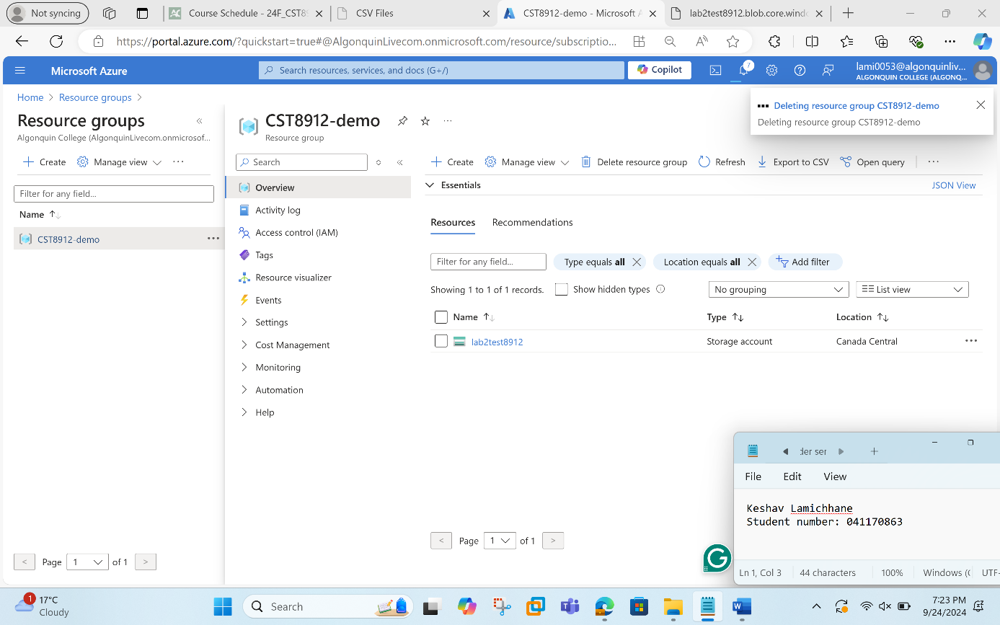 Not syncing
Course Schedule - 24F_CST89
CSV Files
CST8912-demo - Microsoft A
lab2test8912.blob.core.windo
https://portal.azure.com/?quickstart=true#@AlgonquinLivecom.onmicrosoft.com/resource/subscriptio...
Microsoft Azure
Search resources, services, and docs (G+/)
Copilot
7
lami0053@algonquinliv...
ALGONQUIN COLLEGE (ALGONQ...
Home > Resource groups >
Deleting resource group CST8912-demo
Deleting resource group CST8912-demo
Resource groups
Algonquin College (AlgonquinLivecom.onmicrosof...
Create
Manage view
Filter for any field...
Name
CST8912-demo
Page 1 of 1
CST8912-demo
Resource group
Search
Overview
Activity log
Access control (IAM)
Tags
Resource visualizer
Events
Settings
Cost Management
Monitoring
Automation
Help
Create
Manage view
Delete resource group
Refresh
Export to CSV
Open query
Essentials
JSON View
Resources
Recommendations
Filter for any field...
Type equals all
Location equals all
Add filter
Showing 1 to 1 of 1 records.
Show hidden types
No grouping
List view
Name
Type
Location
lab2test8912
Storage account
Canada Central
Page 1 of 1
der ser
File
Edit
View
Keshav Lamichhane
Student number: 041170863
Ln 1, Col 3
44 characters
100%
Windows (
UTF-
1
17°C
Cloudy
Search
7:23 PM
9/24/2024